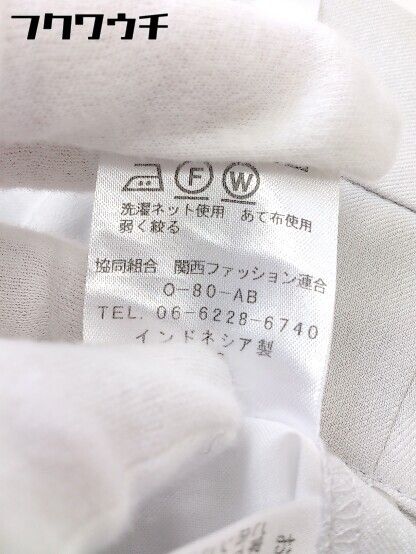 フクワウチ
F W
洗濯ネット使用 あて布使用
弱く絞る
協同組合 関西ファッション連合
O-80-AB
TEL. 06-6228-6740
インドネシア製